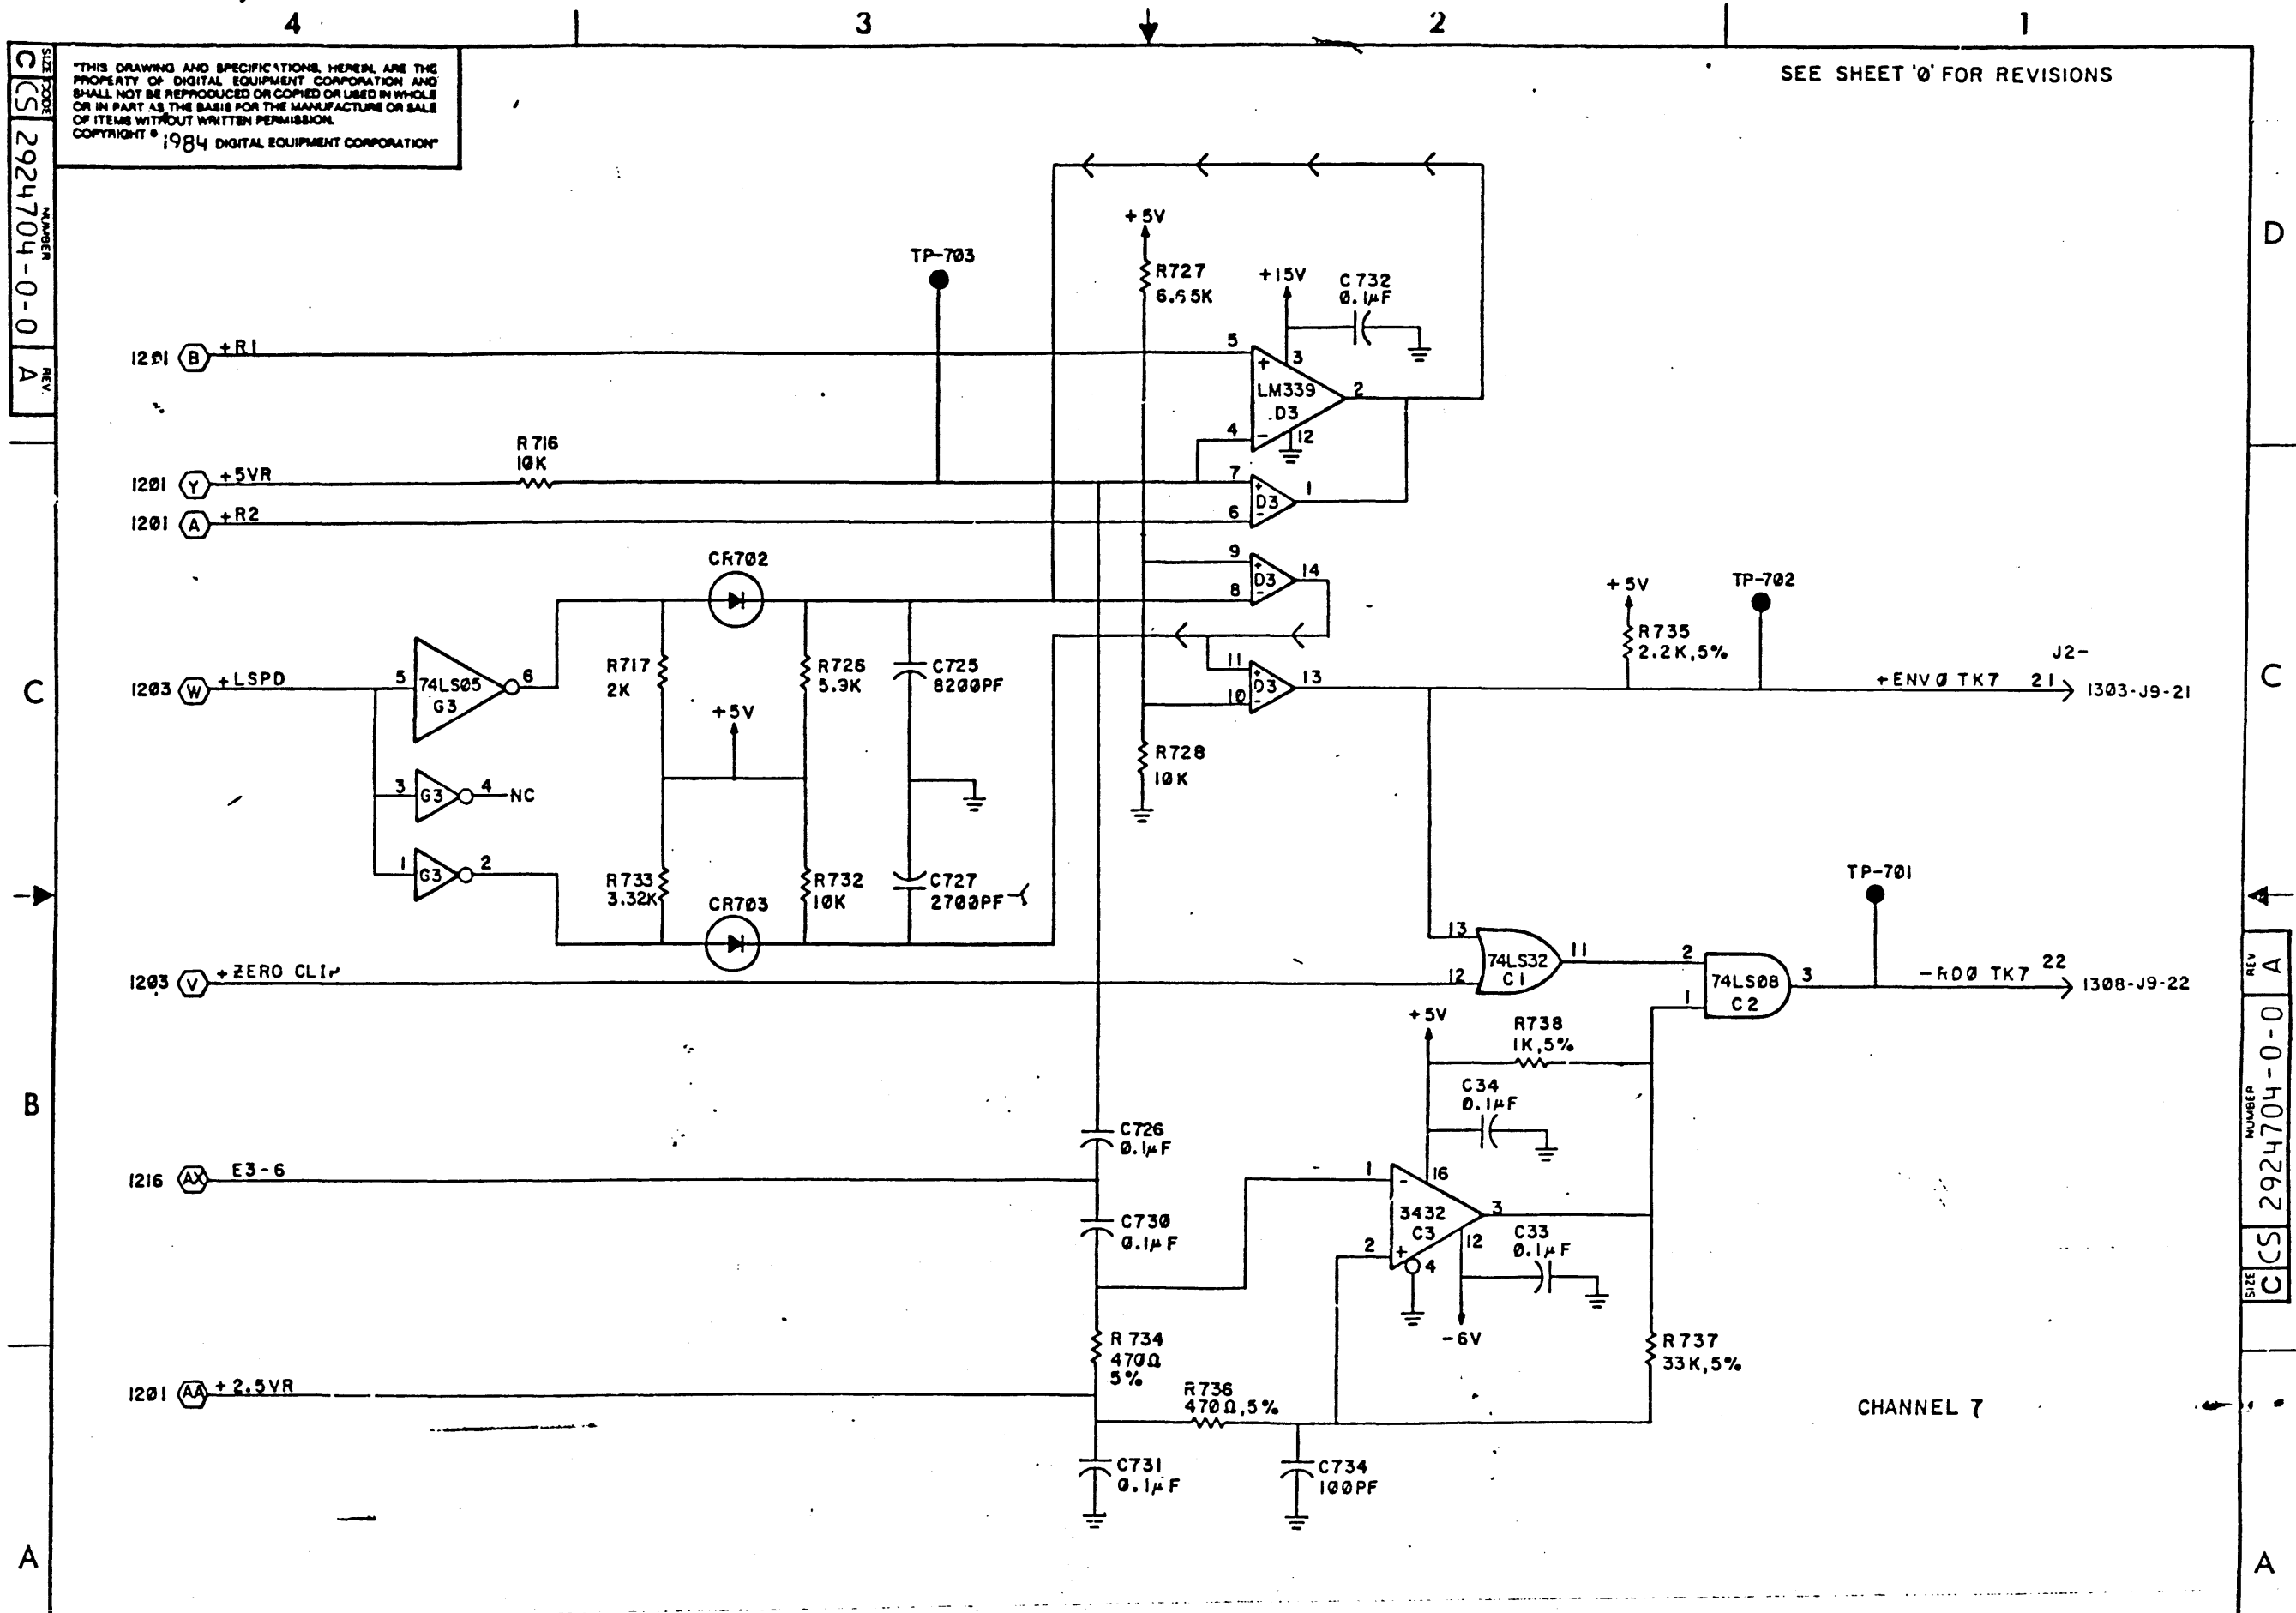 4
3
2
1
SIZE
CODE
C
CS
NUMBER
2924704-0-0
REV.
A
"THIS DRAWING AND SPECIFICATIONS, HEREIN, ARE THE
PROPERTY OF DIGITAL EQUIPMENT CORPORATION AND
SHALL NOT BE REPRODUCED OR COPIED OR USED IN WHOLE
OR IN PART AS THE BASIS FOR THE MANUFACTURE OR SALE
OF ITEMS WITHOUT WRITTEN PERMISSION.
COPYRIGHT © 1984 DIGITAL EQUIPMENT CORPORATION"
SEE SHEET '0' FOR REVISIONS
D
+5V
TP-703
R727
6.65K
+15V
C732
0.1µF
1201 B +R1
5
+
3
LM339
D3
2
4
-
12
R716
10K
1201 Y +5VR
7
+
D3
-
1
1201 A +R2
6
CR702
9
+
D3
-
14
8
+5V
TP-702
R735
2.2K,5%
J2-
C
1203 W +LSPD
5
74LS05
G3
6
R717
2K
R726
5.9K
C725
8200PF
11
+
D3
-
13
10
+ENV0 TK7
21
1303-J9-21
C
+5V
R728
10K
3
G3
4
NC
1
G3
2
R733
3.32K
CR703
R732
10K
C727
2700PF
TP-701
13
74LS32
C1
11
12
2
74LS08
C2
3
1
1203 V +ZERO CLIP
-RD0 TK7
22
1308-J9-22
REV
A
NUMBER
2924704-0-0
CS
SIZE
C
+5V
R738
1K,5%
B
C34
0.1µF
C726
0.1µF
1216 AX E3-6
1
-
16
3432
C3
3
2
+
12
4
C730
0.1µF
C33
0.1µF
-6V
R734
470Ω
5%
R737
33K,5%
1201 AA +2.5VR
R736
470Ω,5%
CHANNEL 7
C731
0.1µF
C734
100PF
A
A